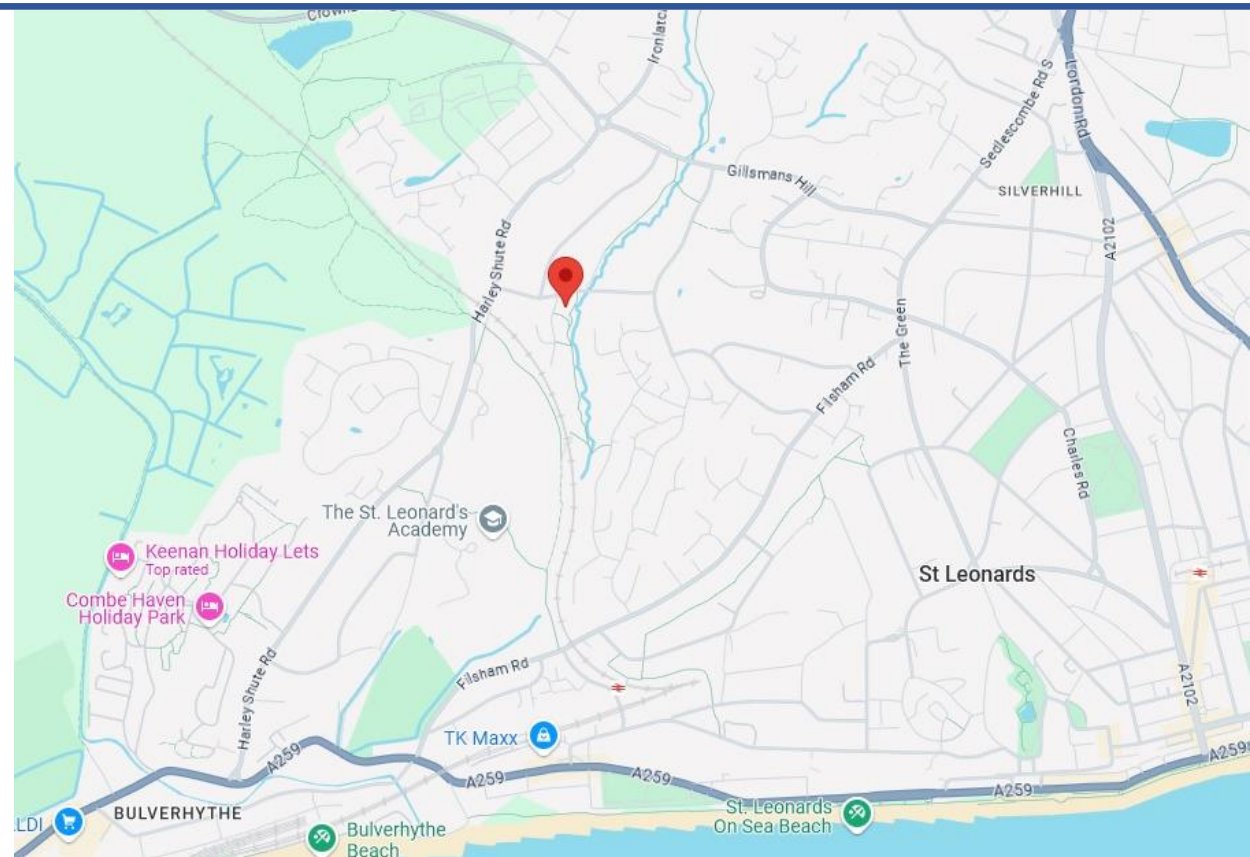 London Rd
Sedlescombe Rd S
Gillsmans Hill
SILVERHILL
Harley Shute Rd
A2102
The Green
Filsham Rd
Charles Rd
The St. Leonard's
Academy
Keenan Holiday Lets
Top rated
St Leonards
Combe Haven
Holiday Park
Filsham Rd
Harley Shute Rd
A2102
TK Maxx
A259
A259
A259
A259
A259
BULVERHYTHE
St. Leonards
On Sea Beach
Bulverhythe
Beach